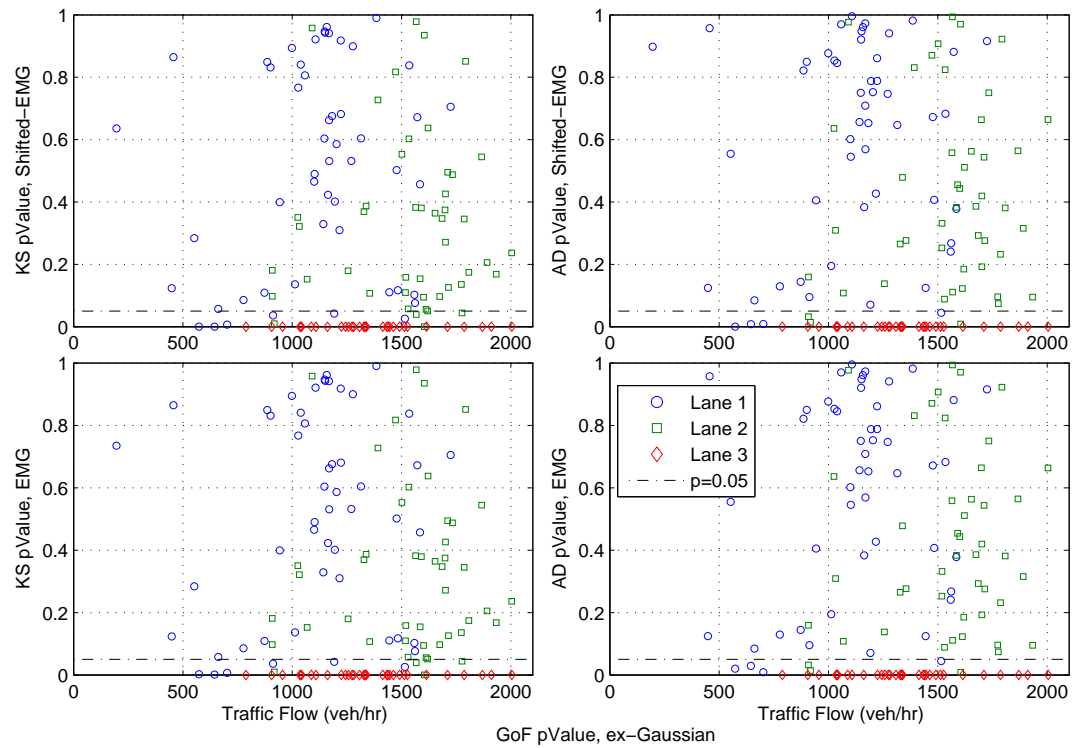 1
0.8
0.6
0.4
0.2
0
KS pValue, Shifted−EMG
0 500 1000 1500 2000
1
0.8
0.6
0.4
0.2
0
AD pValue, Shifted−EMG
0 500 1000 1500 2000
1
0.8
0.6
0.4
0.2
0
KS pValue, EMG
0 500 1000 1500 2000
Traffic Flow (veh/hr)
1
0.8
0.6
0.4
0.2
0
AD pValue, EMG
Lane 1
Lane 2
Lane 3
p=0.05
0 500 1000 1500 2000
Traffic Flow (veh/hr)
GoF pValue, ex−Gaussian